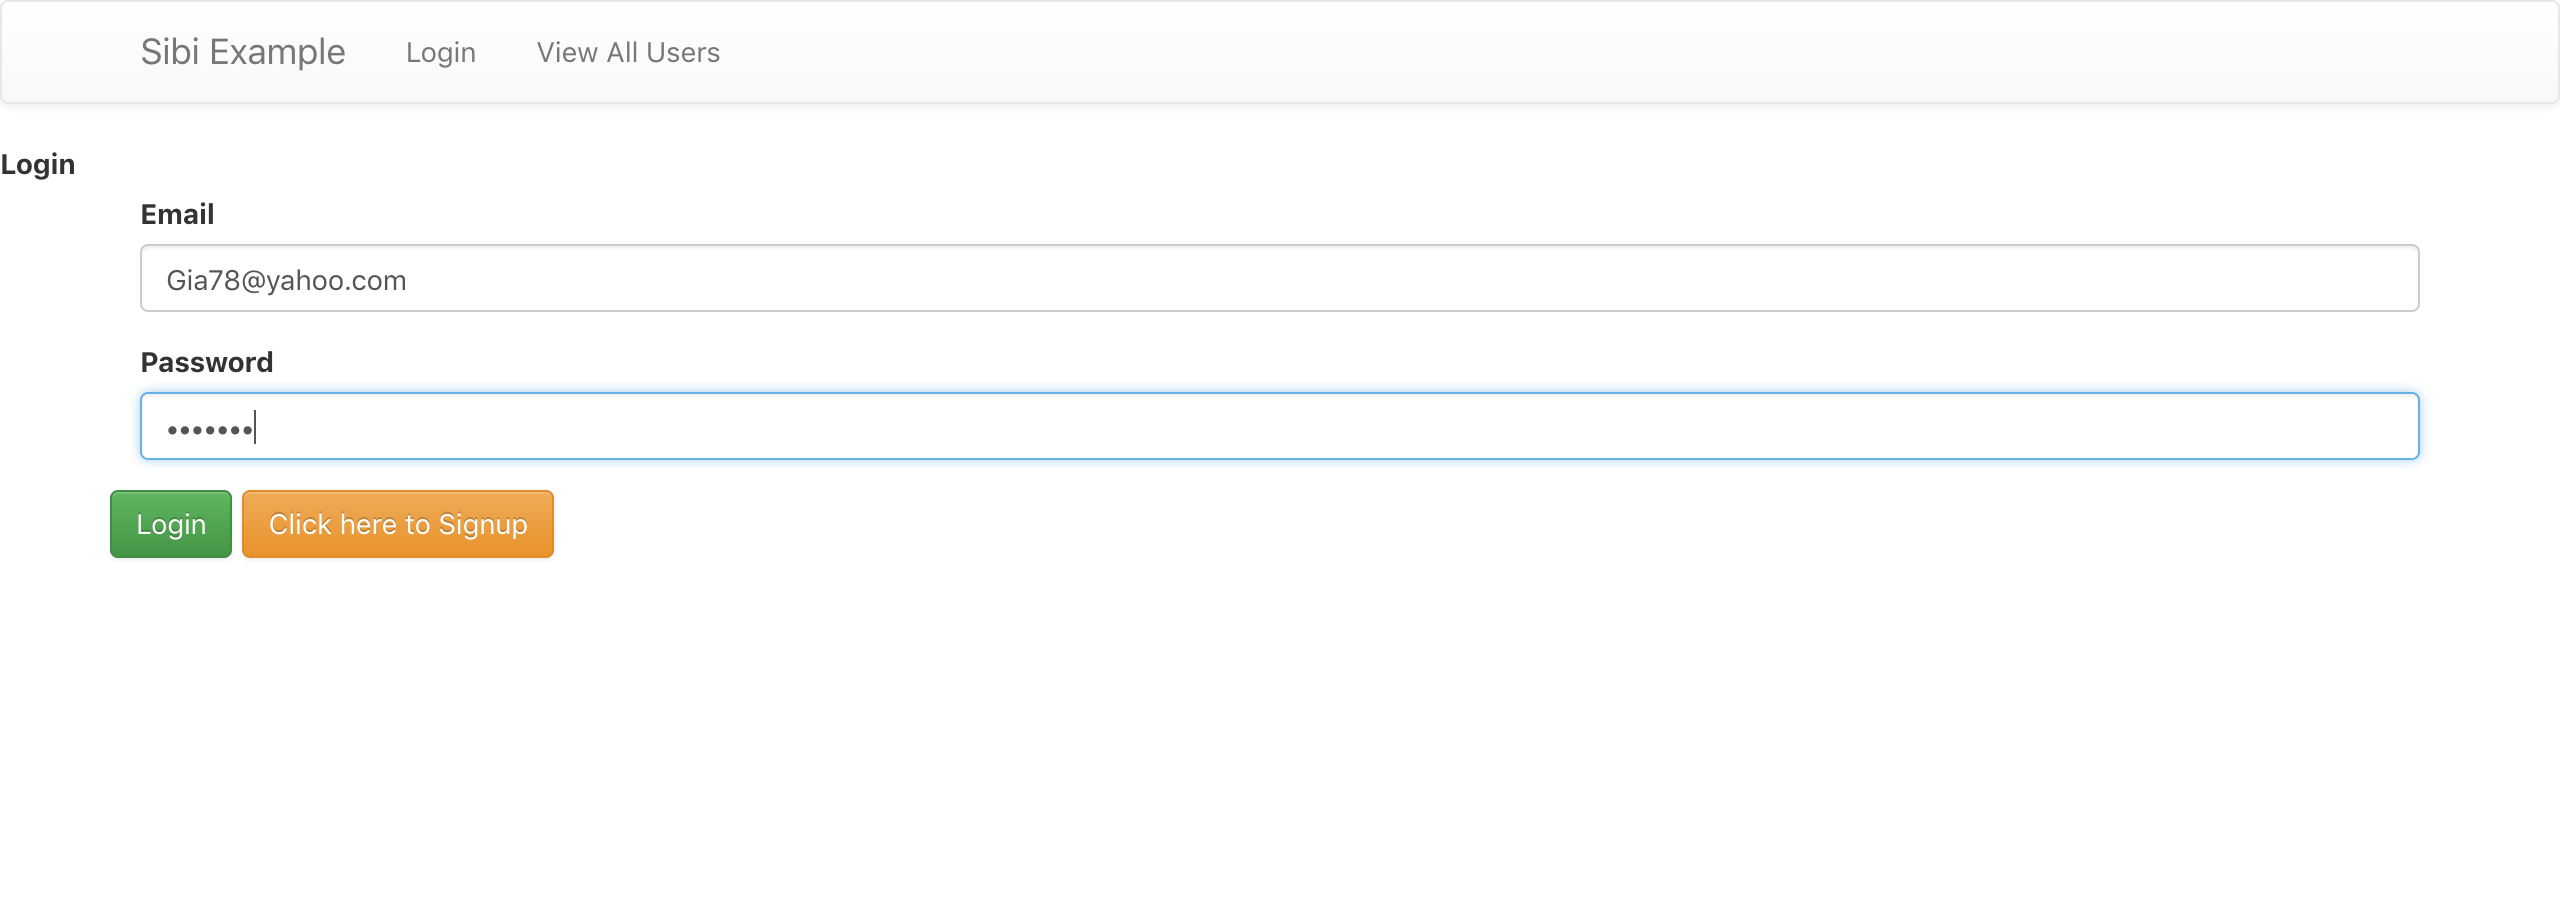 Sibi Example Login View All Users
Login
Email
Gia78@yahoo.com
Password
•••••••
Login Click here to Signup